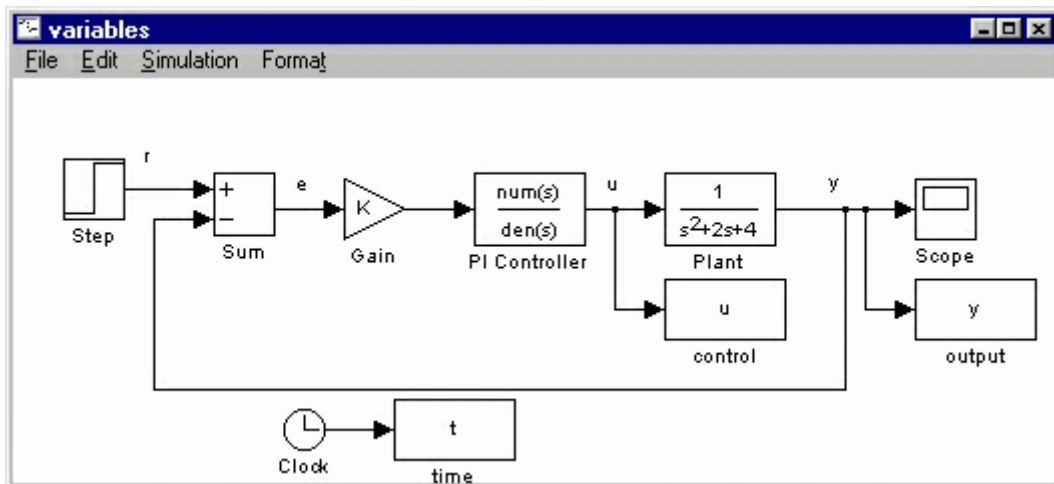 variables
File Edit Simulation Format
r
Step
+
−
Sum
e
K
Gain
num(s)
den(s)
PI Controller
u
1
s²+2s+4
Plant
y
Scope
u
control
y
output
Clock
t
time